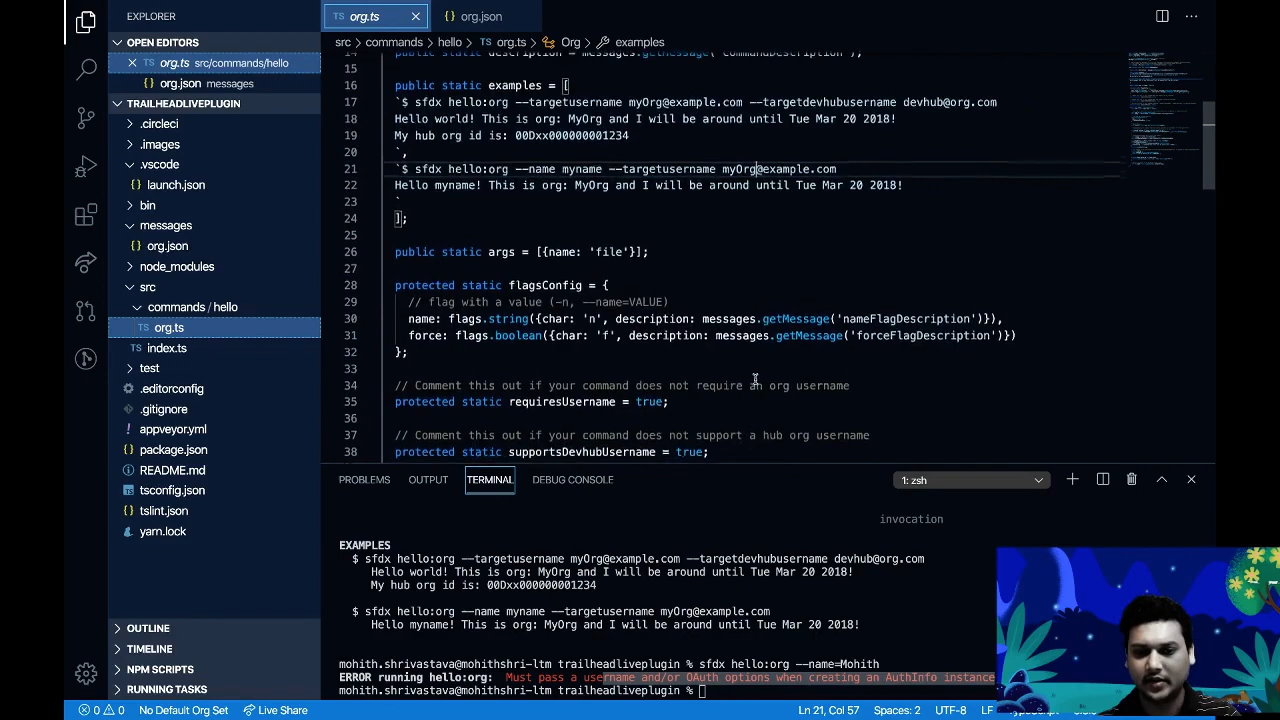 EXPLORER
TS org.ts
org.json
OPEN EDITORS
TS org.ts src/commands/hello
org.json messages
TRAILHEADLIVEPLUGIN
.circleci
.images
.vscode
launch.json
bin
messages
org.json
node_modules
src
commands / hello
TS org.ts
TS index.ts
test
.editorconfig
.gitignore
appveyor.yml
package.json
README.md
tsconfig.json
tslint.json
yarn.lock
OUTLINE
TIMELINE
NPM SCRIPTS
RUNNING TASKS
src > commands > hello > TS org.ts > Org > examples
14 public static description = messages.getMessage('commandDescription');
15
16 public static examples = [
17 `$ sfdx hello:org --targetusername myOrg@example.com --targetdevhubusername devhub@org.com
18 Hello world! This is org: MyOrg and I will be around until Tue Mar 20 2018!
19 My hub org id is: 00Dxx000000001234
20 `,
21 `$ sfdx hello:org --name myname --targetusername myOrg@example.com
22 Hello myname! This is org: MyOrg and I will be around until Tue Mar 20 2018!
23 `
24 ];
25
26 public static args = [{name: 'file'}];
27
28 protected static flagsConfig = {
29 // flag with a value (-n, --name=VALUE)
30 name: flags.string({char: 'n', description: messages.getMessage('nameFlagDescription')}),
31 force: flags.boolean({char: 'f', description: messages.getMessage('forceFlagDescription')})
32 };
33
34 // Comment this out if your command does not require an org username
35 protected static requiresUsername = true;
36
37 // Comment this out if your command does not support a hub org username
38 protected static supportsDevhubUsername = true;
PROBLEMS OUTPUT TERMINAL DEBUG CONSOLE
1: zsh
invocation
EXAMPLES
$ sfdx hello:org --targetusername myOrg@example.com --targetdevhubusername devhub@org.com
Hello world! This is org: MyOrg and I will be around until Tue Mar 20 2018!
My hub org id is: 00Dxx000000001234
$ sfdx hello:org --name myname --targetusername myOrg@example.com
Hello myname! This is org: MyOrg and I will be around until Tue Mar 20 2018!
mohith.shrivastava@mohithshri-ltm trailheadliveplugin % sfdx hello:org --name=Mohith
ERROR running hello:org: Must pass a username and/or OAuth options when creating an AuthInfo instance
mohith.shrivastava@mohithshri-ltm trailheadliveplugin %
0 0 No Default Org Set Live Share Ln 21, Col 57 Spaces: 2 UTF-8 LF